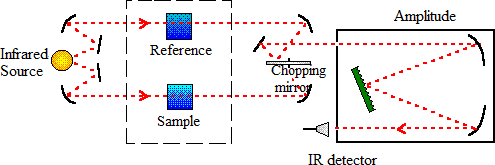 Amplitude
Infrared
Source
Reference
Chopping
mirror
Sample
IR detector